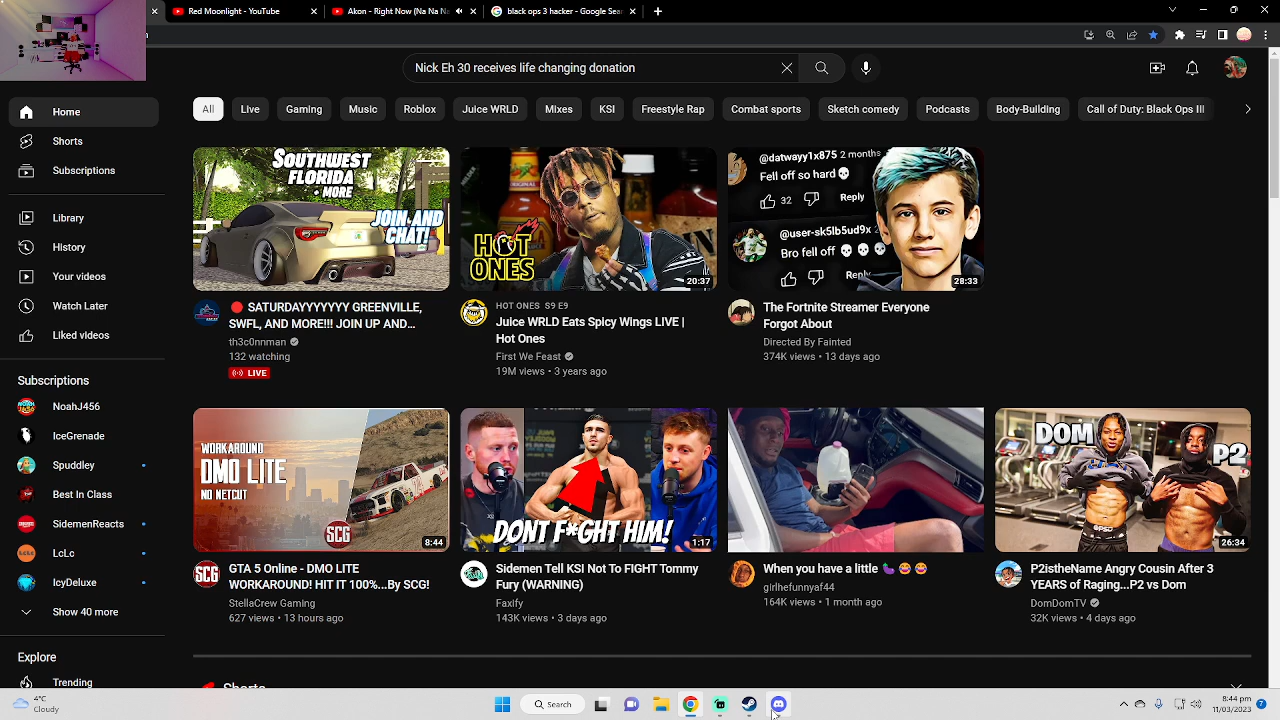 Red Moonlight - YouTube
Akon - Right Now (Na Na Na
black ops 3 hacker - Google Sear
Nick Eh 30 receives life changing donation
All
Live
Gaming
Music
Roblox
Juice WRLD
Mixes
KSI
Freestyle Rap
Combat sports
Sketch comedy
Podcasts
Body-Building
Call of Duty: Black Ops III
Home
Shorts
Subscriptions
Library
History
Your videos
Watch Later
Liked videos
Subscriptions
NoahJ456
IceGrenade
Spuddley
Best In Class
SidemenReacts
LcLc
IcyDeluxe
Show 40 more
Explore
Trending
SOUTHWEST
FLORIDA
+ MORE
JOIN AND
CHAT!
🔴 SATURDAYYYYYY GREENVILLE,
SWFL, AND MORE!!! JOIN UP AND...
th3c0nnman
132 watching
LIVE
HOT
ONES
20:37
HOT ONES S9 E9
Juice WRLD Eats Spicy Wings LIVE |
Hot Ones
First We Feast
19M views • 3 years ago
@datwayy1x875 2 months
Fell off so hard💀
32 Reply
@user-sk5lb5ud9x
Bro fell off 💀 💀 💀
Reply
28:33
The Fortnite Streamer Everyone
Forgot About
Directed By Fainted
374K views • 13 days ago
WORKAROUND
DMO LITE
NO NETCUT
SCG
8:44
SCG
GTA 5 Online - DMO LITE
WORKAROUND! HIT IT 100%...By SCG!
StellaCrew Gaming
627 views • 13 hours ago
DONT F*GHT HIM!
1:17
Sidemen Tell KSI Not To FIGHT Tommy
Fury (WARNING)
Faxify
143K views • 3 days ago
When you have a little 🍆 😂 😂
girlhefunnyaf44
164K views • 1 month ago
DOM
P2
26:34
P2istheName Angry Cousin After 3
YEARS of Raging...P2 vs Dom
DomDomTV
32K views • 4 days ago
Shorts
4°C
Cloudy
Search
8:44 pm
11/03/2023
7